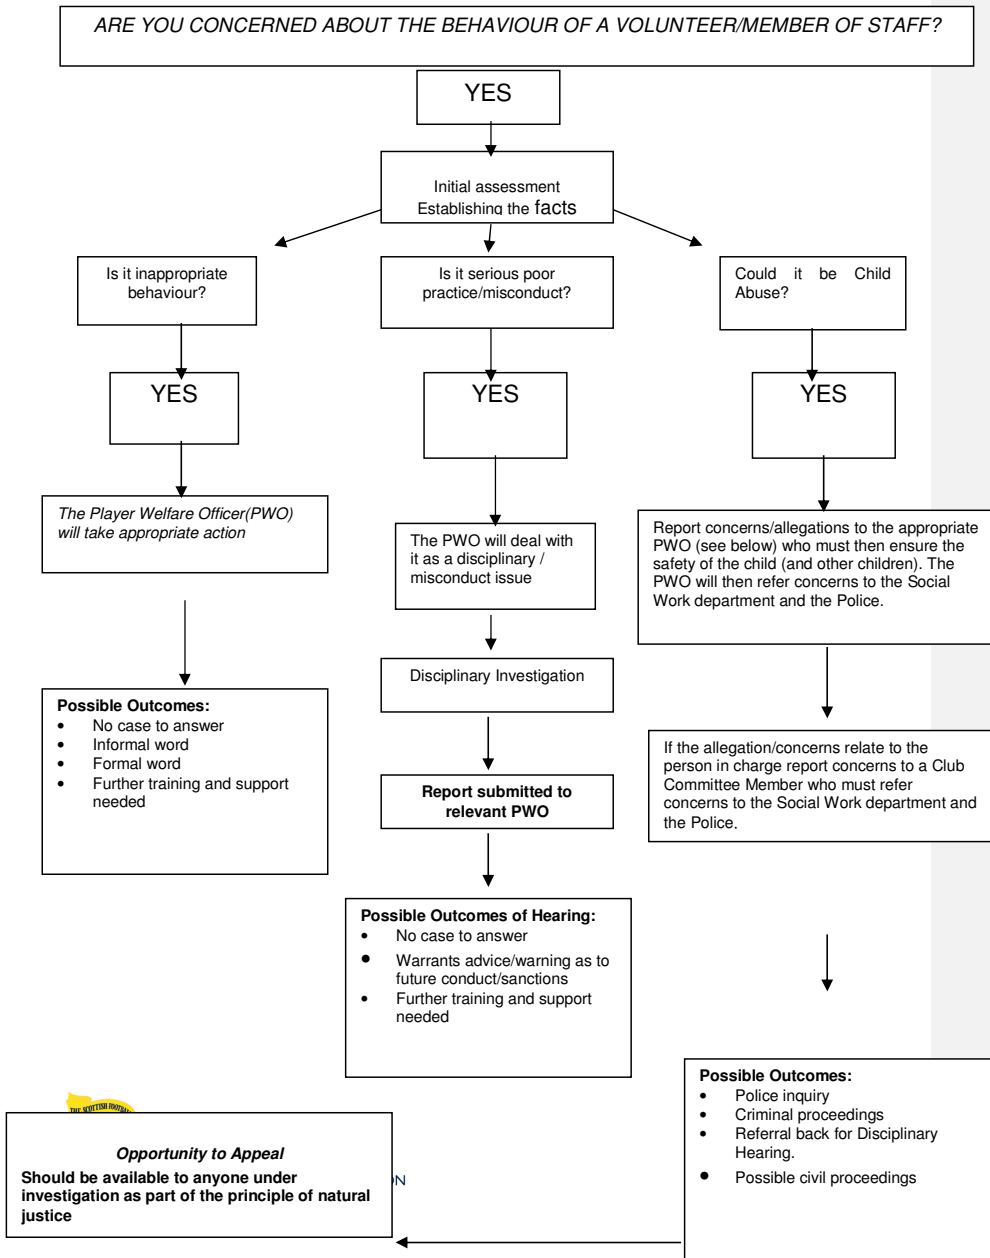 ARE YOU CONCERNED ABOUT THE BEHAVIOUR OF A VOLUNTEER/MEMBER OF STAFF?
YES
Initial assessment
Establishing the facts
Is it inappropriate
behaviour?
Is it serious poor
practice/misconduct?
Could it be Child
Abuse?
YES
YES
YES
The Player Welfare Officer(PWO)
will take appropriate action
The PWO will deal with
it as a disciplinary /
misconduct issue
Report concerns/allegations to the appropriate
PWO (see below) who must then ensure the
safety of the child (and other children). The
PWO will then refer concerns to the Social
Work department and the Police.
Disciplinary Investigation
Possible Outcomes:
• No case to answer
• Informal word
• Formal word
• Further training and support
needed
Report submitted to
relevant PWO
If the allegation/concerns relate to the
person in charge report concerns to a Club
Committee Member who must refer
concerns to the Social Work department and
the Police.
Possible Outcomes of Hearing:
• No case to answer
• Warrants advice/warning as to
future conduct/sanctions
• Further training and support
needed
Possible Outcomes:
• Police inquiry
• Criminal proceedings
• Referral back for Disciplinary
Hearing.
• Possible civil proceedings
THE SCOTTISH
Opportunity to Appeal
Should be available to anyone under
investigation as part of the principle of natural
justice